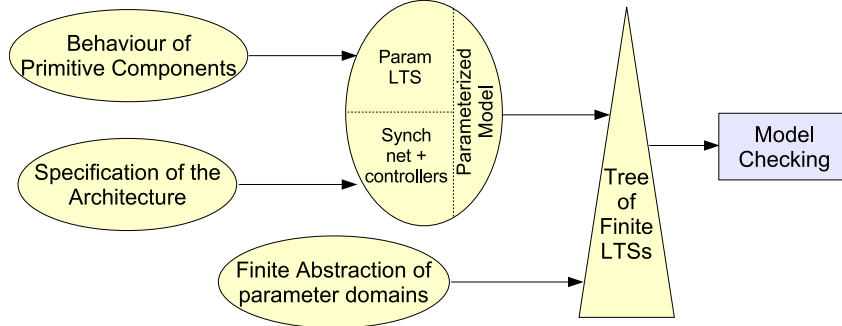 Behaviour of
Primitive Components
Param
LTS
Parameterized
Model
Synch
net +
controllers
Specification of the
Architecture
Finite Abstraction of
parameter domains
Tree
of
Finite
LTSs
Model
Checking